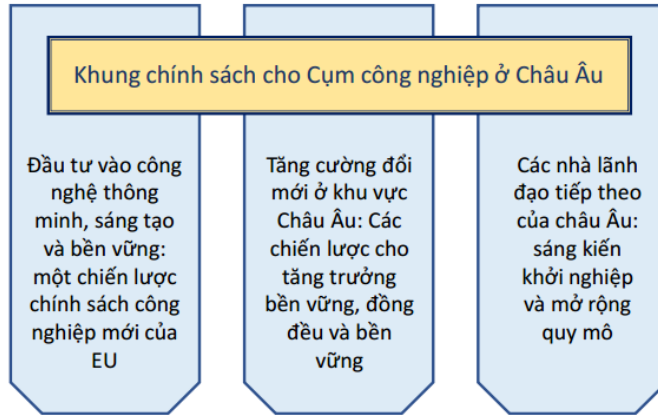 Khung chính sách cho Cụm công nghiệp ở Châu Âu
Đầu tư vào công
nghệ thông
minh, sáng tạo
và bền vững:
một chiến lược
chính sách công
nghiệp mới của
EU
Tăng cường đổi
mới ở khu vực
Châu Âu: Các
chiến lược cho
tăng trưởng
bền vững, đồng
đều và bền
vững
Các nhà lãnh
đạo tiếp theo
của châu Âu:
sáng kiến
khởi nghiệp
và mở rộng
quy mô